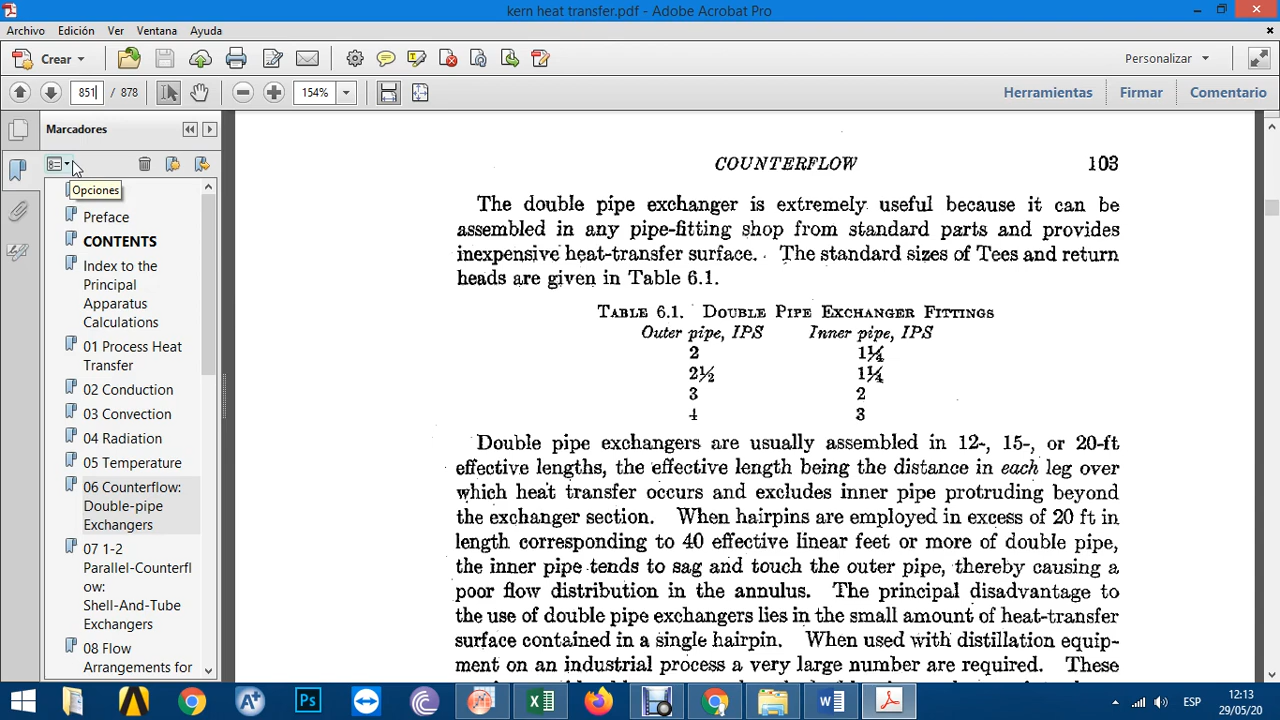 kern heat transfer.pdf - Adobe Acrobat Pro
Archivo Edición Ver Ventana Ayuda
Crear
Personalizar
851 / 878
154%
Herramientas Firmar Comentario
Marcadores
Opciones
Preface
CONTENTS
Index to the
Principal
Apparatus
Calculations
01 Process Heat
Transfer
02 Conduction
03 Convection
04 Radiation
05 Temperature
06 Counterflow:
Double-pipe
Exchangers
07 1-2
Parallel-Counterfl
ow:
Shell-And-Tube
Exchangers
08 Flow
Arrangements for
COUNTERFLOW 103
The double pipe exchanger is extremely useful because it can be
assembled in any pipe-fitting shop from standard parts and provides
inexpensive heat-transfer surface. The standard sizes of Tees and return
heads are given in Table 6.1.
TABLE 6.1. DOUBLE PIPE EXCHANGER FITTINGS
Outer pipe, IPS Inner pipe, IPS
2 1¼
2½ 1¼
3 2
4 3
Double pipe exchangers are usually assembled in 12-, 15-, or 20-ft
effective lengths, the effective length being the distance in each leg over
which heat transfer occurs and excludes inner pipe protruding beyond
the exchanger section. When hairpins are employed in excess of 20 ft in
length corresponding to 40 effective linear feet or more of double pipe,
the inner pipe tends to sag and touch the outer pipe, thereby causing a
poor flow distribution in the annulus. The principal disadvantage to
the use of double pipe exchangers lies in the small amount of heat-transfer
surface contained in a single hairpin. When used with distillation equip-
ment on an industrial process a very large number are required. These
A+
Ps
ESP
12:13
29/05/20